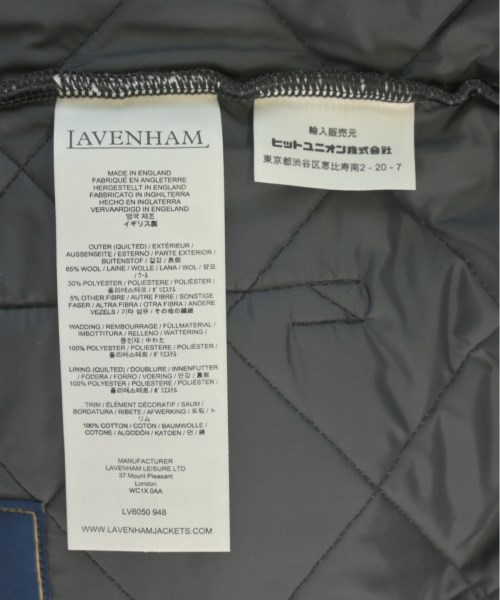 LAVENHAM
MADE IN ENGLAND
FABRIQUÉ EN ANGLETERRE
HERGESTELLT IN ENGLAND
FABBRICATO IN INGHILTERRA
HECHO EN INGLATERRA
VERVAARDIGD IN ENGELAND
영국 제조
イギリス製
OUTER (QUILTED) / EXTÉRIEUR /
AUSSENSEITE / ESTERNO / PARTE EXTERIOR /
BUITENSTOF / 겉감 / 表側
65% WOOL / LAINE / WOLLE / LANA / WOL / 양모
/ ウール
30% POLYESTER / POLIESTERE / POLIÉSTER /
폴리에스테르 / ポリエステル
5% OTHER FIBRE / AUTRE FIBRE / SONSTIGE
FASER / ALTRA FIBRA / OTRA FIBRA / ANDERE
VEZELS / 기타 섬유 / その他の繊維
WADDING / REMBOURRAGE / FÜLLMATERIAL /
IMBOTTITURA / RELLENO / WATTERING /
충전재 / 中わた
100% POLYESTER / POLIESTERE / POLIÉSTER /
폴리에스테르 / ポリエステル
LINING (QUILTED) / DOUBLURE / INNENFUTTER
/ FODERA / FORRO / VOERING / 안감 / 裏側
100% POLYESTER / POLIESTERE / POLIÉSTER /
폴리에스테르 / ポリエステル
TRIM / ÉLÉMENT DÉCORATIF / SAUM /
BORDATURA / RIBETE / AFWERKING / 트림 / ト
リム
100% COTTON / COTON / BAUMWOLLE /
COTONE / ALGODÓN / KATOEN / 면 / 綿
MANUFACTURER
LAVENHAM LEISURE LTD
37 Mount Pleasant
London
WC1X 0AA
LV6050 948
WWW.LAVENHAMJACKETS.COM
輸入販売元
ヒットユニオン株式会社
東京都渋谷区恵比寿南2-20-7